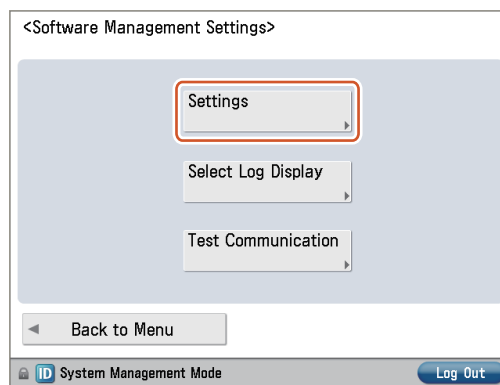 <Software Management Settings>
Settings
Select Log Display
Test Communication
Back to Menu
ID System Management Mode Log Out